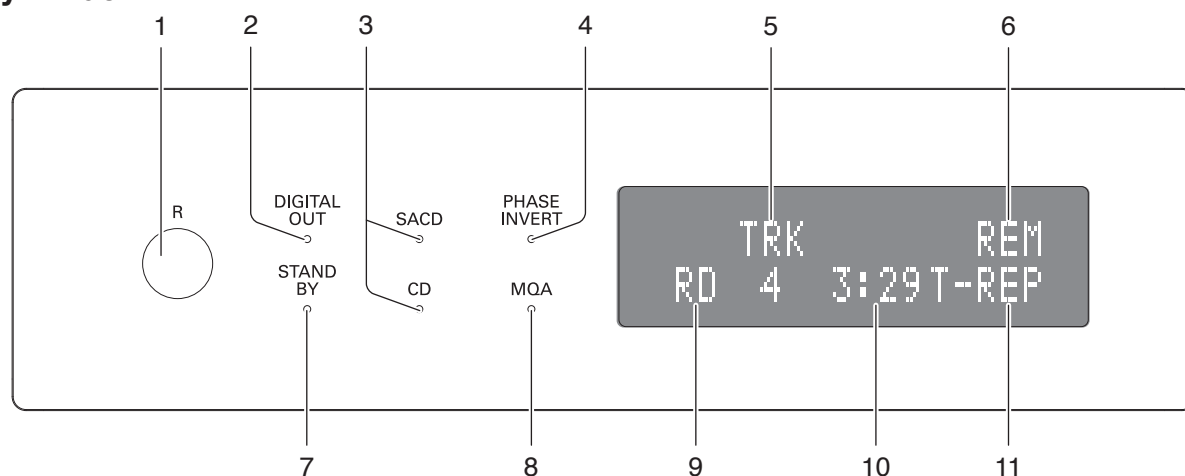 1 2 3 4 5 6
R
DIGITAL
OUT
SACD
PHASE
INVERT
STAND
BY
CD
MQA
TRK REM
RD 4 3:29 T-REP
7 8 9 10 11